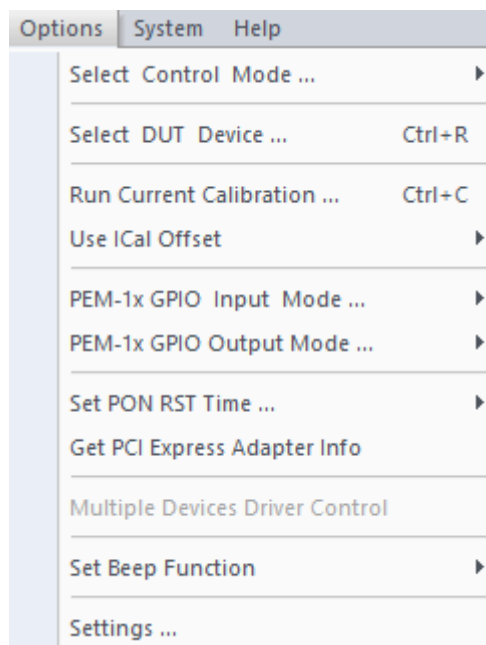 Options System Help
Select Control Mode ...
Select DUT Device ... Ctrl+R
Run Current Calibration ... Ctrl+C
Use ICal Offset
PEM-1x GPIO Input Mode ...
PEM-1x GPIO Output Mode ...
Set PON RST Time ...
Get PCI Express Adapter Info
Multiple Devices Driver Control
Set Beep Function
Settings ...